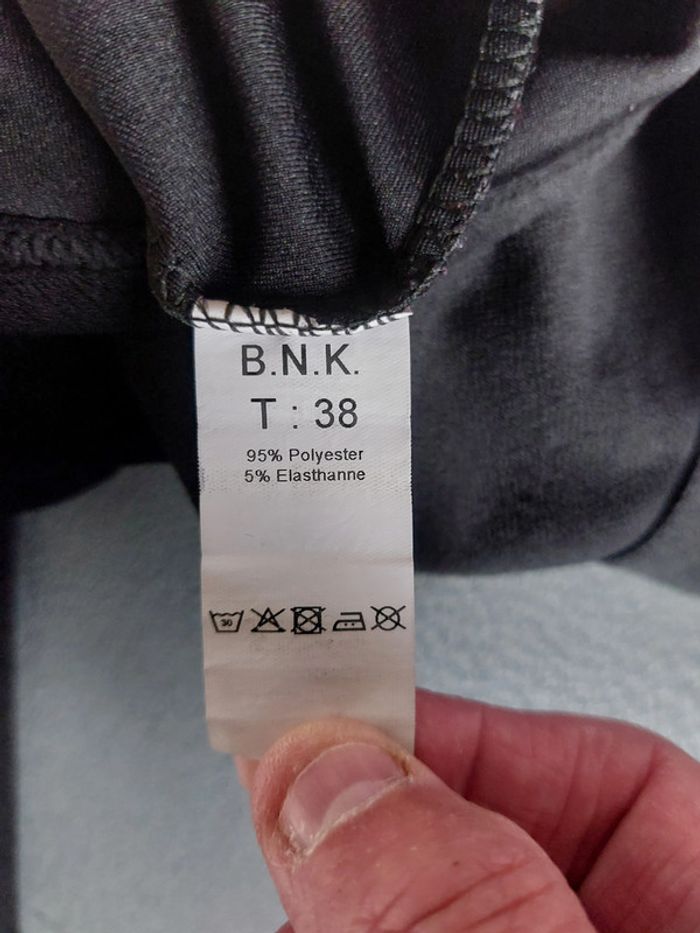 B.N.K.
T : 38
95% Polyester
5% Elasthanne
30